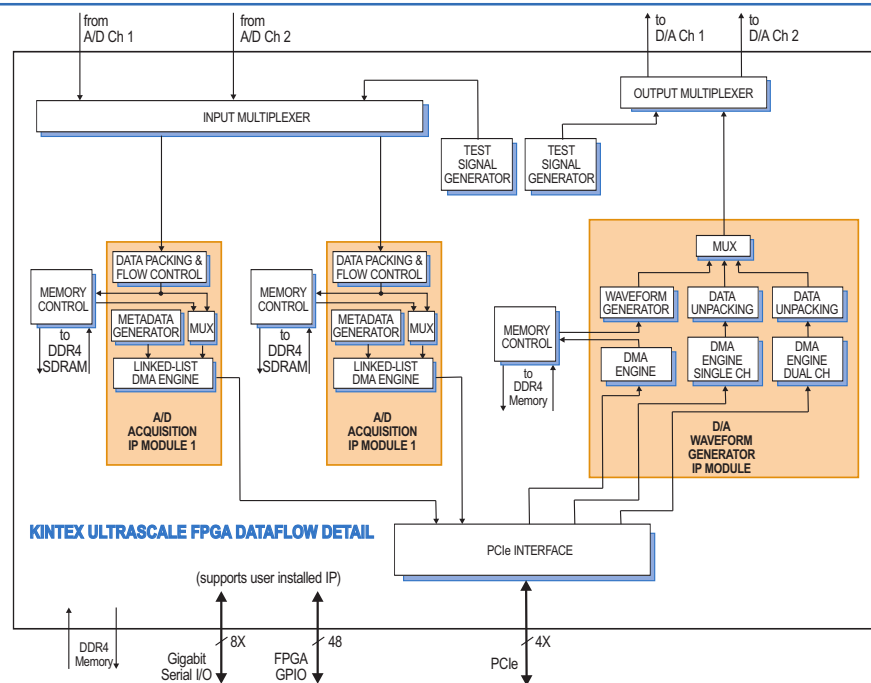 from
A/D Ch 1
from
A/D Ch 2
to
D/A Ch 1
to
D/A Ch 2
INPUT MULTIPLEXER
OUTPUT MULTIPLEXER
TEST
SIGNAL
GENERATOR
TEST
SIGNAL
GENERATOR
DATA PACKING &
FLOW CONTROL
MEMORY
CONTROL
METADATA
GENERATOR
MUX
to
DDR4
SDRAM
LINKED-LIST
DMA ENGINE
A/D
ACQUISITION
IP MODULE 1
DATA PACKING &
FLOW CONTROL
MEMORY
CONTROL
METADATA
GENERATOR
MUX
to
DDR4
SDRAM
LINKED-LIST
DMA ENGINE
A/D
ACQUISITION
IP MODULE 1
MUX
WAVEFORM
GENERATOR
DATA
UNPACKING
DATA
UNPACKING
MEMORY
CONTROL
to DDR4
Memory
DMA
ENGINE
DMA
ENGINE
SINGLE CH
DMA
ENGINE
DUAL CH
D/A
WAVEFORM
GENERATOR
IP MODULE
KINTEX ULTRASCALE FPGA DATAFLOW DETAIL
PCIe INTERFACE
(supports user installed IP)
DDR4
Memory
8X
Gigabit
Serial I/O
48
FPGA
GPIO
4X
PCIe